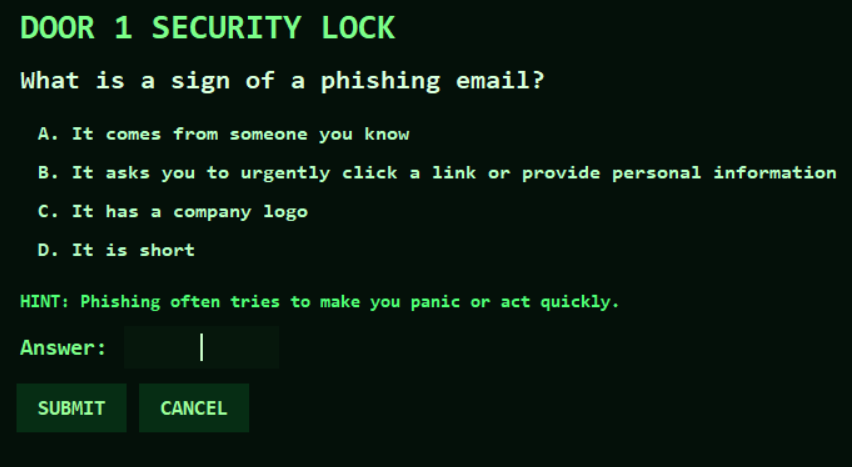 DOOR 1 SECURITY LOCK
What is a sign of a phishing email?
A. It comes from someone you know
B. It asks you to urgently click a link or provide personal information
C. It has a company logo
D. It is short
HINT: Phishing often tries to make you panic or act quickly.
Answer:
SUBMIT CANCEL